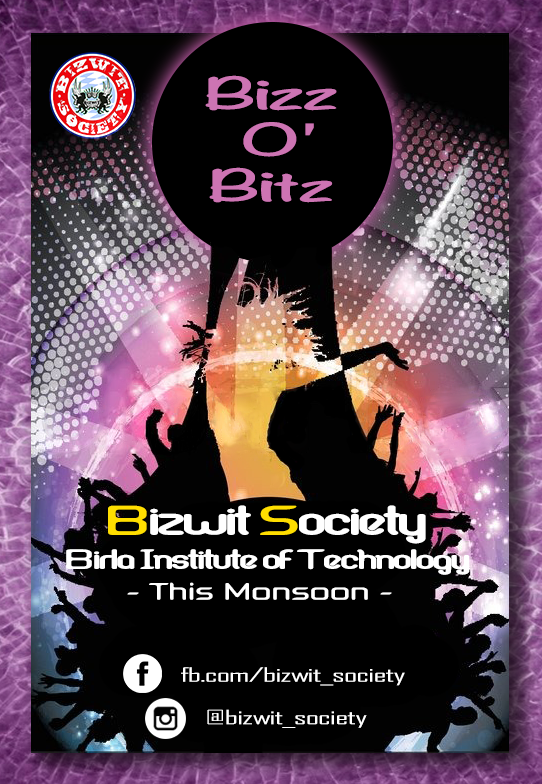 BIZWIT
SOCIETY
Bizz
O'
Bitz
Bizwit Society
Birla Institute of Technology
- This Monsoon -
fb.com/bizwit_society
@bizwit_society